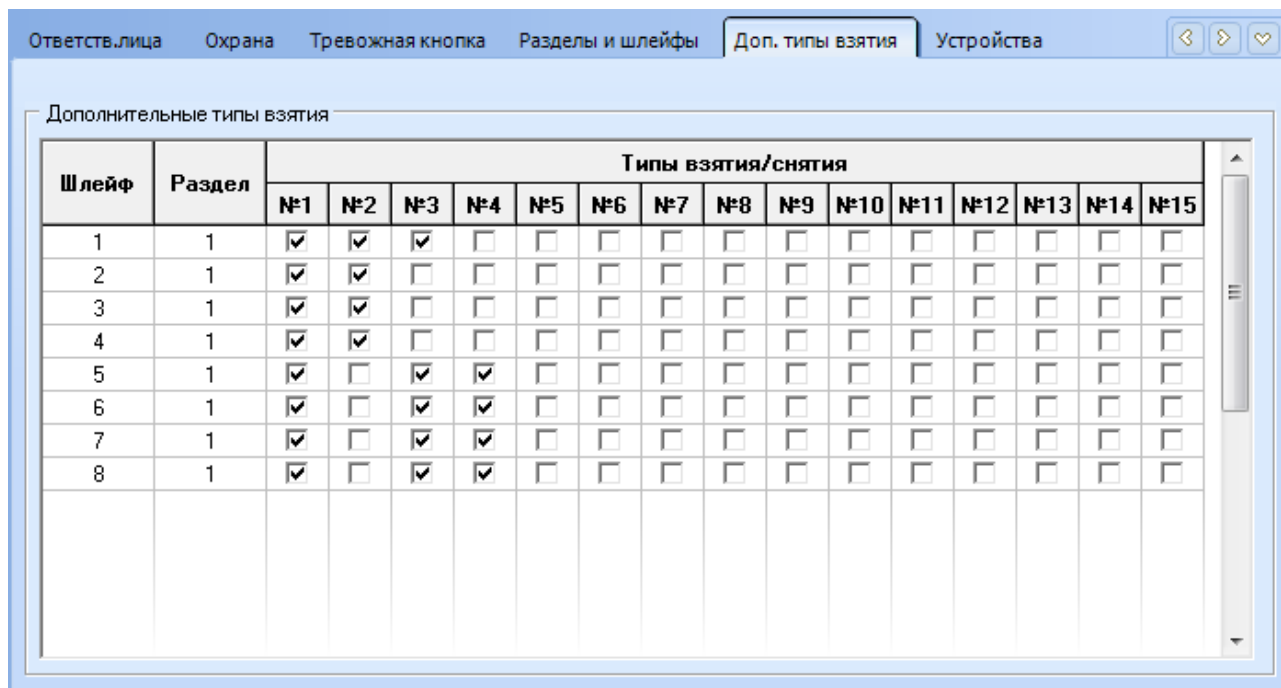 Ответств.лица Охрана Тревожная кнопка Разделы и шлейфы Доп. типы взятия Устройства
Дополнительные типы взятия
Шлейф Раздел Типы взятия/снятия
№1 №2 №3 №4 №5 №6 №7 №8 №9 №10 №11 №12 №13 №14 №15
1 1
2 1
3 1
4 1
5 1
6 1
7 1
8 1